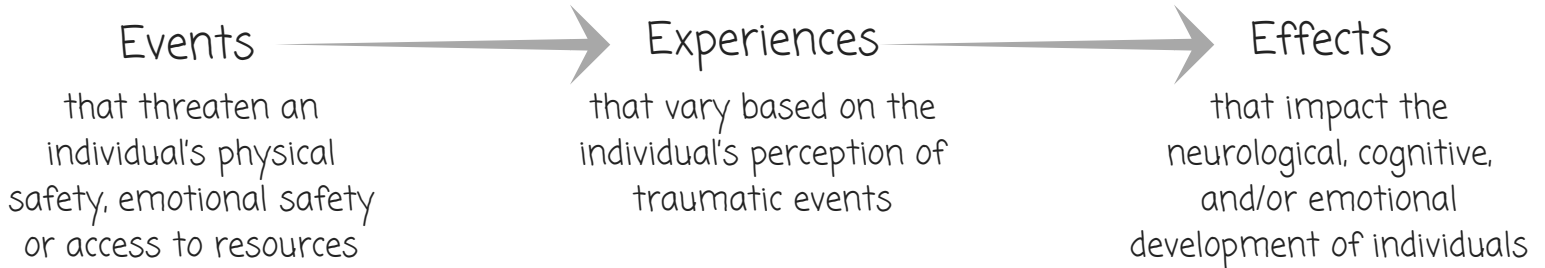 Events
that threaten an
individual's physical
safety, emotional safety
or access to resources
Experiences
that vary based on the
individual's perception of
traumatic events
Effects
that impact the
neurological, cognitive,
and/or emotional
development of individuals